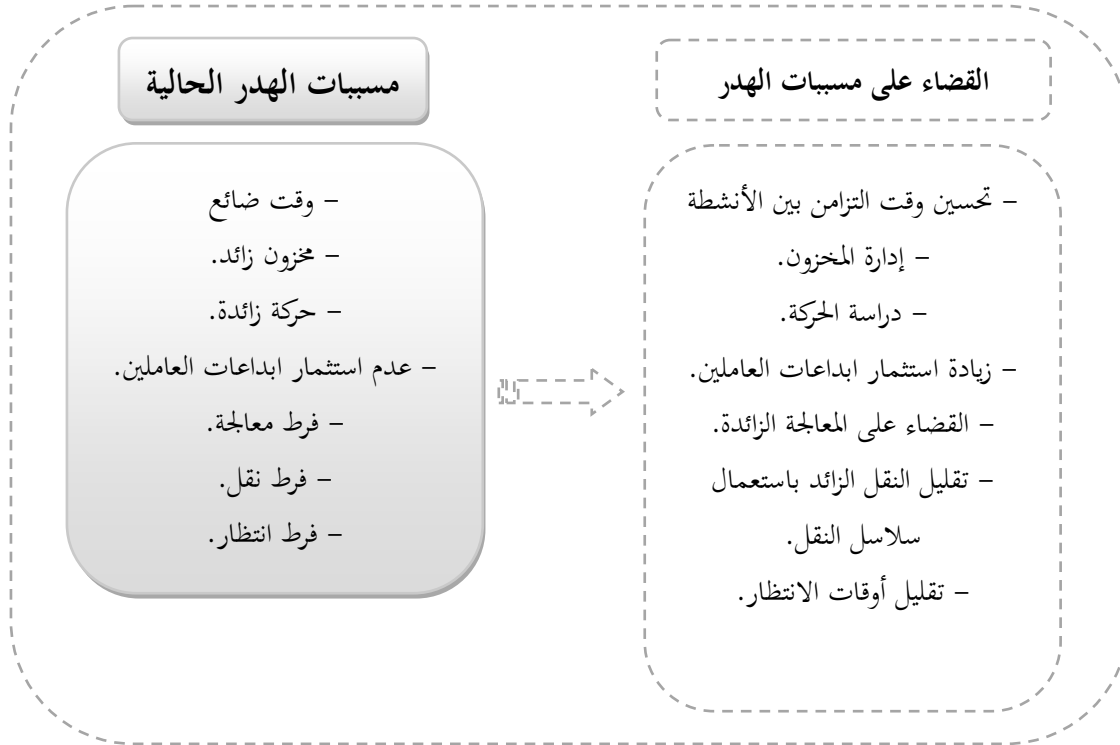 مسببات الهدر الحالية
– وقت ضائع
– مخزون زائد.
– حركة زائدة.
– عدم استثمار ابداعات العاملين.
– فرط معالجة.
– فرط نقل.
– فرط انتظار.
القضاء على مسببات الهدر
– تحسين وقت التزامن بين الأنشطة
– إدارة المخزون.
– دراسة الحركة.
– زيادة استثمار ابداعات العاملين.
– القضاء على المعالجة الزائدة.
– تقليل النقل الزائد باستعمال
سلاسل النقل.
– تقليل أوقات الانتظار.